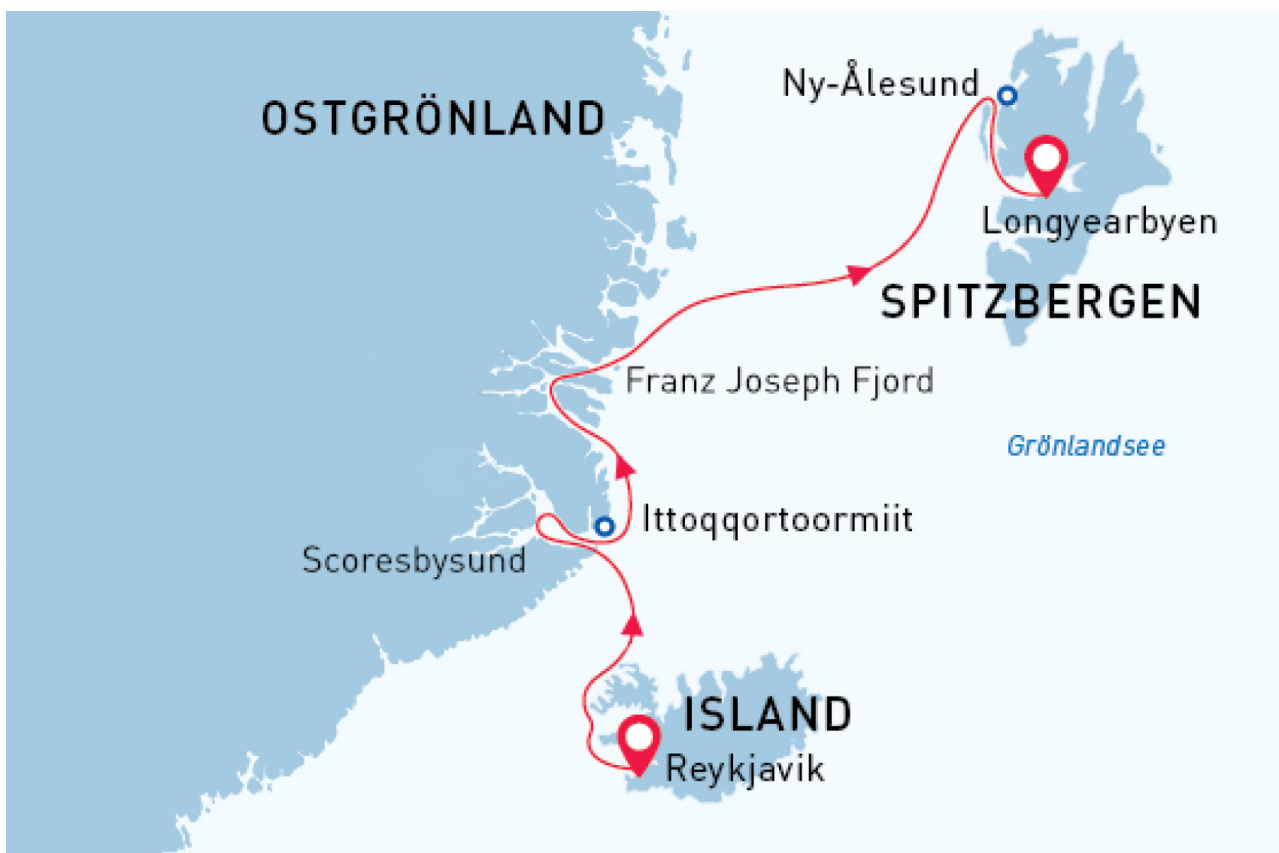 OSTGRÖNLAND
Ny-Ålesund
Longyearbyen
SPITZBERGEN
Franz Joseph Fjord
Grönlandsee
Ittoqqortoormiit
Scoresbysund
ISLAND
Reykjavik